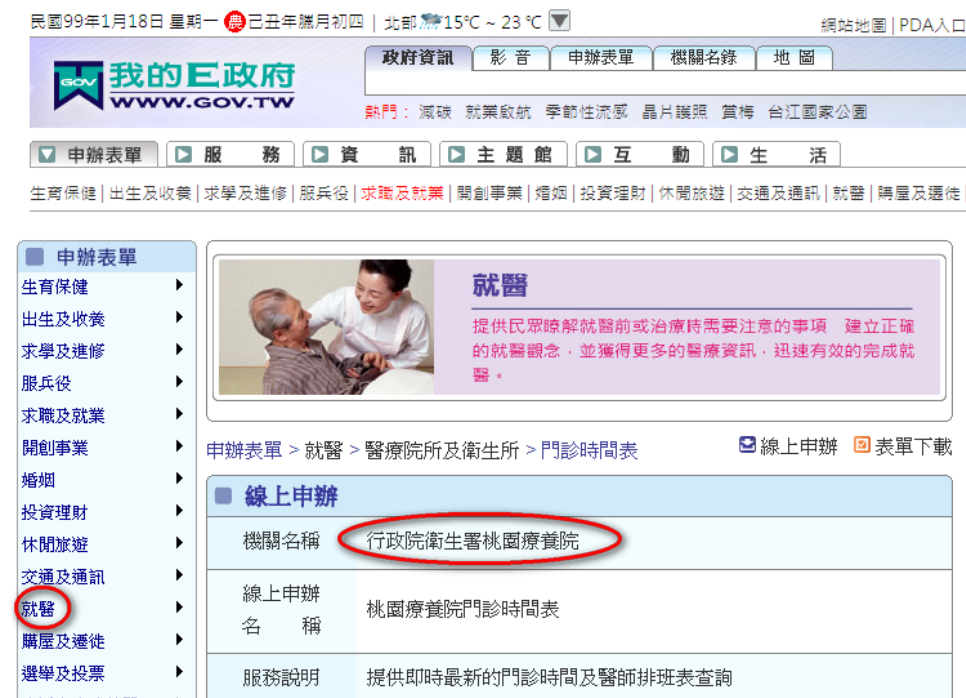 民國99年1月18日 星期一 農 己丑年臘月初四 | 北部 15℃ ~ 23 ℃
網站地圖 | PDA入口
GOV 我的E政府
WWW.GOV.TW
政府資訊 影音 申辦表單 機關名錄 地圖
熱門： 減碳 就業啟航 季節性流感 晶片護照 賞梅 台江國家公園
申辦表單 服務 資訊 主題館 互動 生活
生育保健 | 出生及收養 | 求學及進修 | 服兵役 | 求職及就業 | 開創事業 | 婚姻 | 投資理財 | 休閒旅遊 | 交通及通訊 | 就醫 | 購屋及遷徙 |
申辦表單
生育保健
出生及收養
求學及進修
服兵役
求職及就業
開創事業
婚姻
投資理財
休閒旅遊
交通及通訊
就醫
購屋及遷徙
選舉及投票
就醫
提供民眾瞭解就醫前或治療時需要注意的事項 建立正確
的就醫觀念﹒並獲得更多的醫療資訊﹒迅速有效的完成就
醫。
申辦表單 > 就醫 > 醫療院所及衛生所 > 門診時間表
線上申辦 表單下載
線上申辦
機關名稱 行政院衛生署桃園療養院
線上申辦
名稱 桃園療養院門診時間表
服務說明 提供即時最新的門診時間及醫師排班表查詢